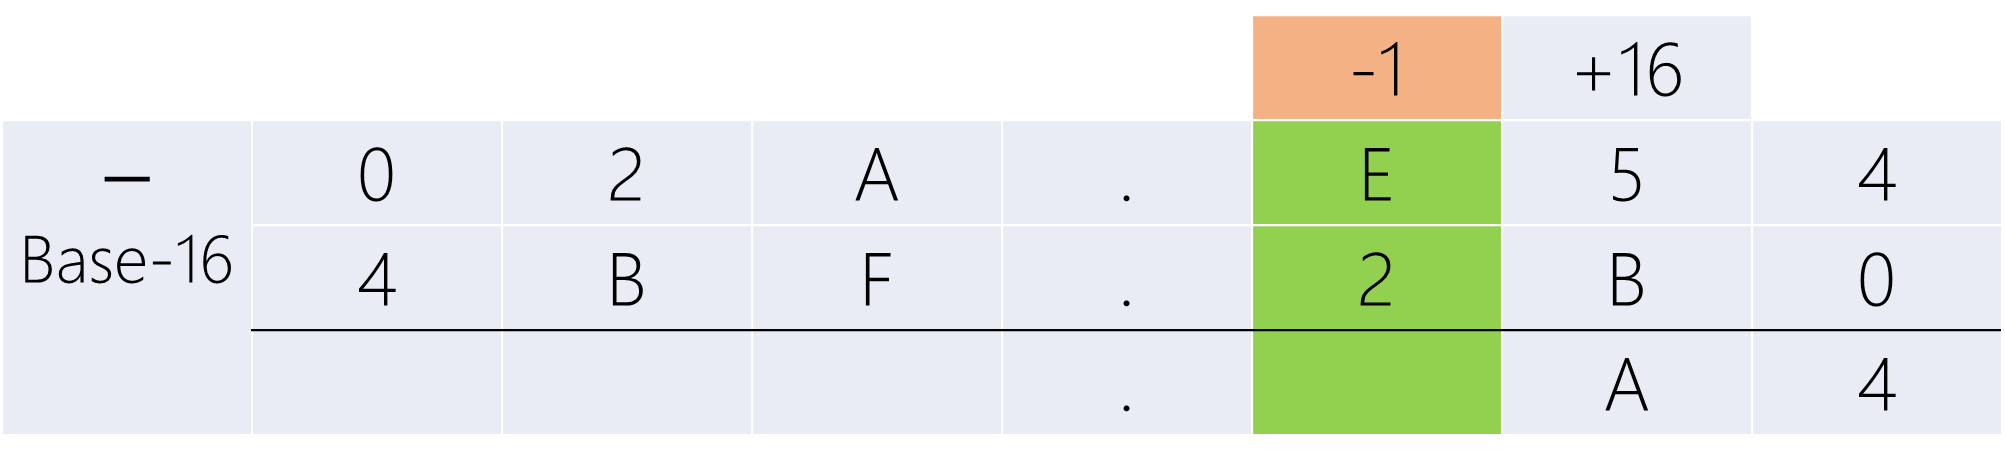 -1 +16
− 0 2 A . E 5 4
Base-16 4 B F . 2 B 0
. A 4